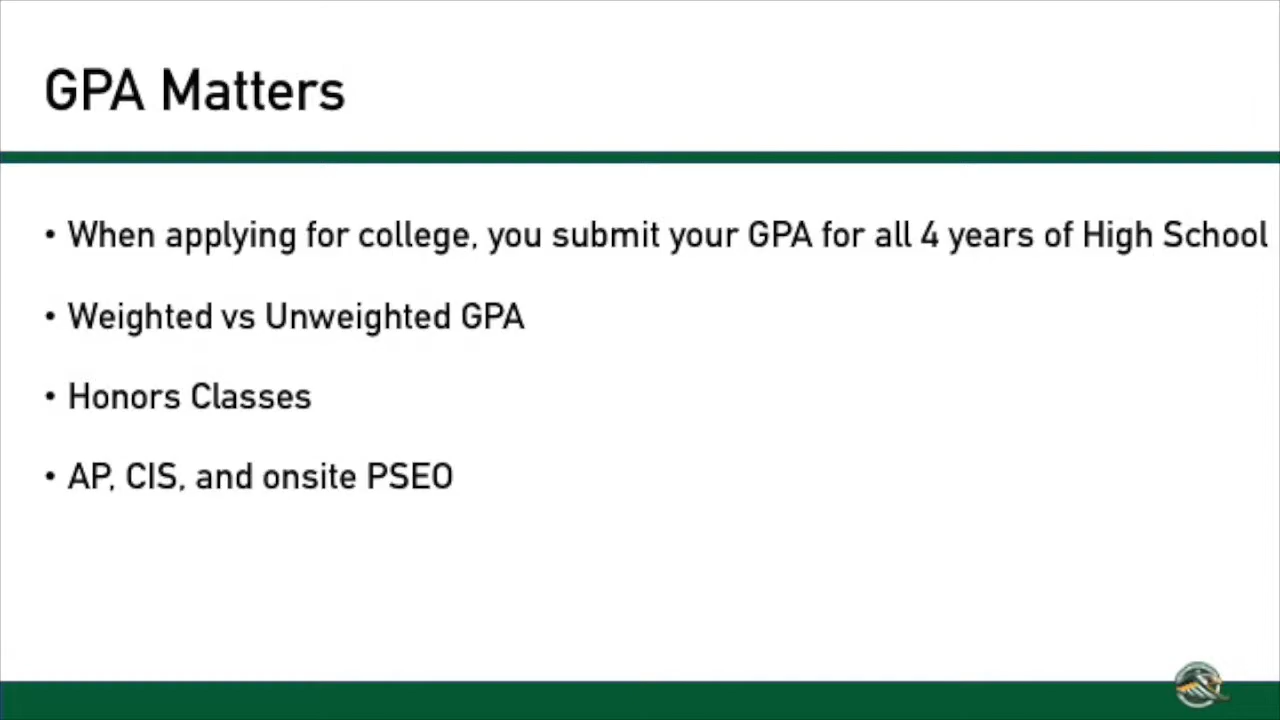 GPA Matters
• When applying for college, you submit your GPA for all 4 years of High School
• Weighted vs Unweighted GPA
• Honors Classes
• AP, CIS, and onsite PSEO